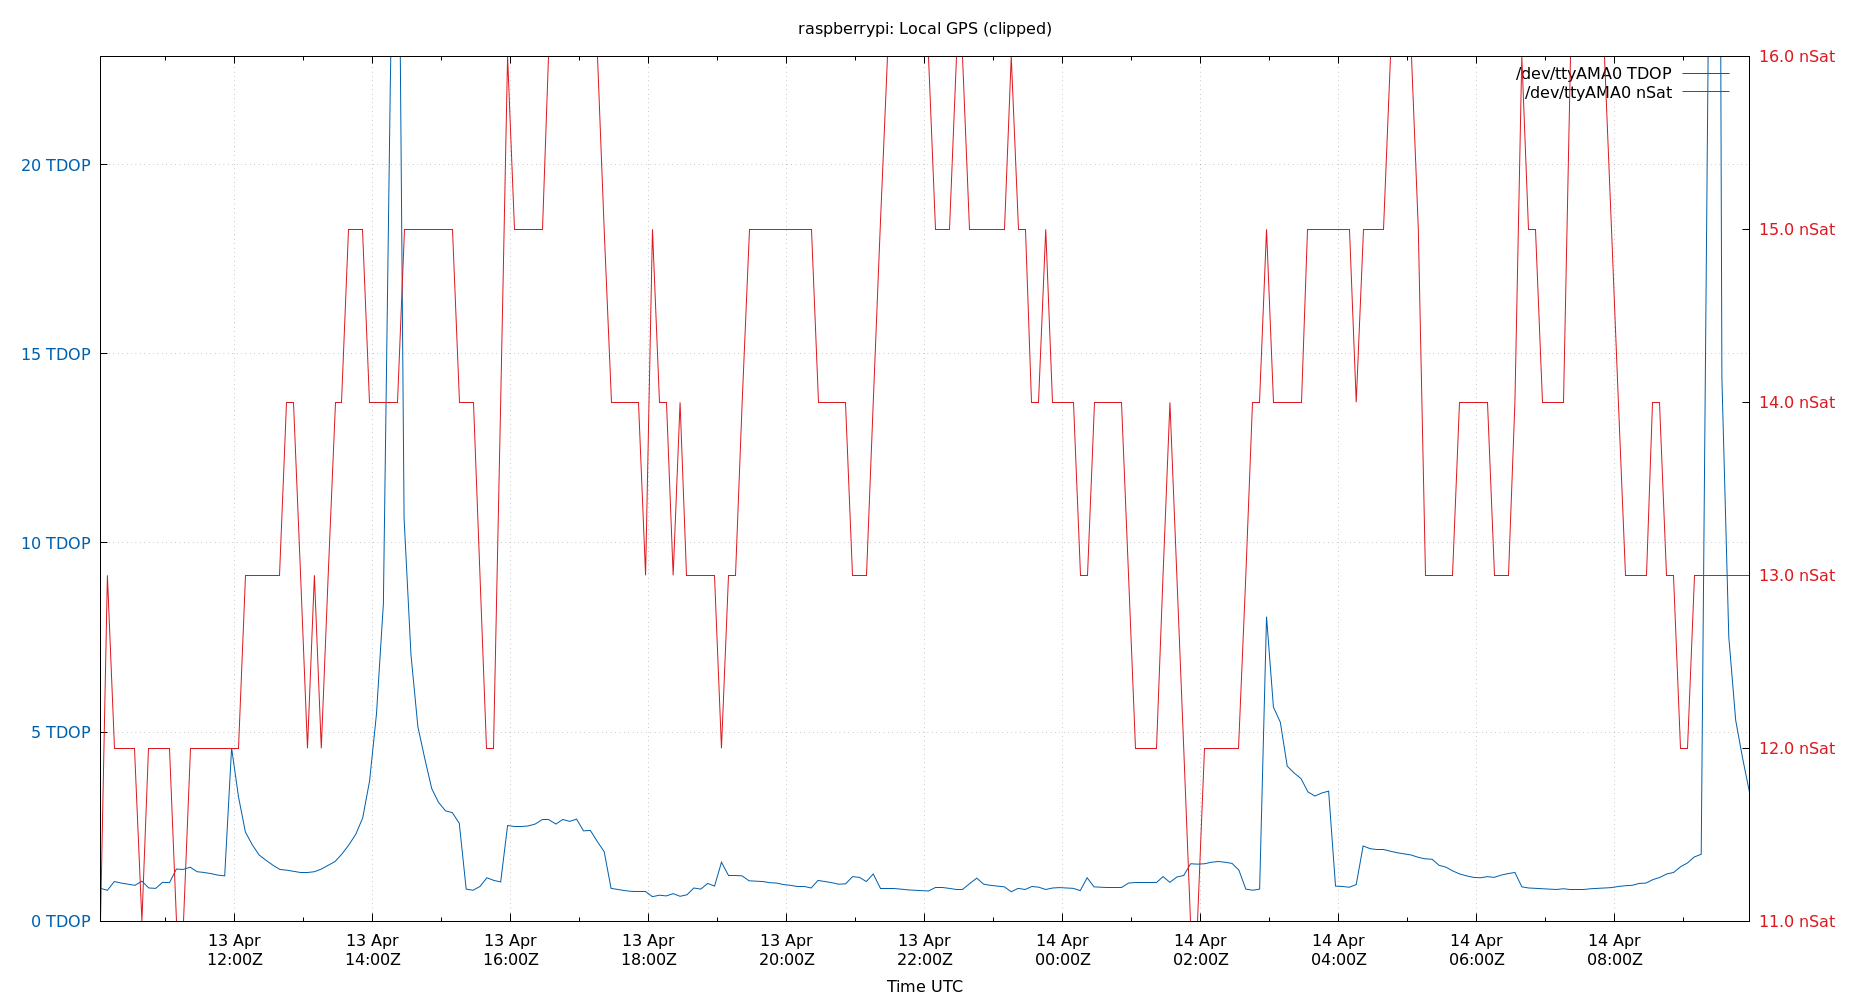 raspberrypi: Local GPS (clipped)
16.0 nSat
/dev/ttyAMA0 TDOP
/dev/ttyAMA0 nSat
20 TDOP
15.0 nSat
15 TDOP
14.0 nSat
10 TDOP
13.0 nSat
5 TDOP
12.0 nSat
0 TDOP
11.0 nSat
13 Apr 13 Apr 13 Apr 13 Apr 13 Apr 13 Apr 14 Apr 14 Apr 14 Apr 14 Apr 14 Apr
12:00Z 14:00Z 16:00Z 18:00Z 20:00Z 22:00Z 00:00Z 02:00Z 04:00Z 06:00Z 08:00Z
Time UTC